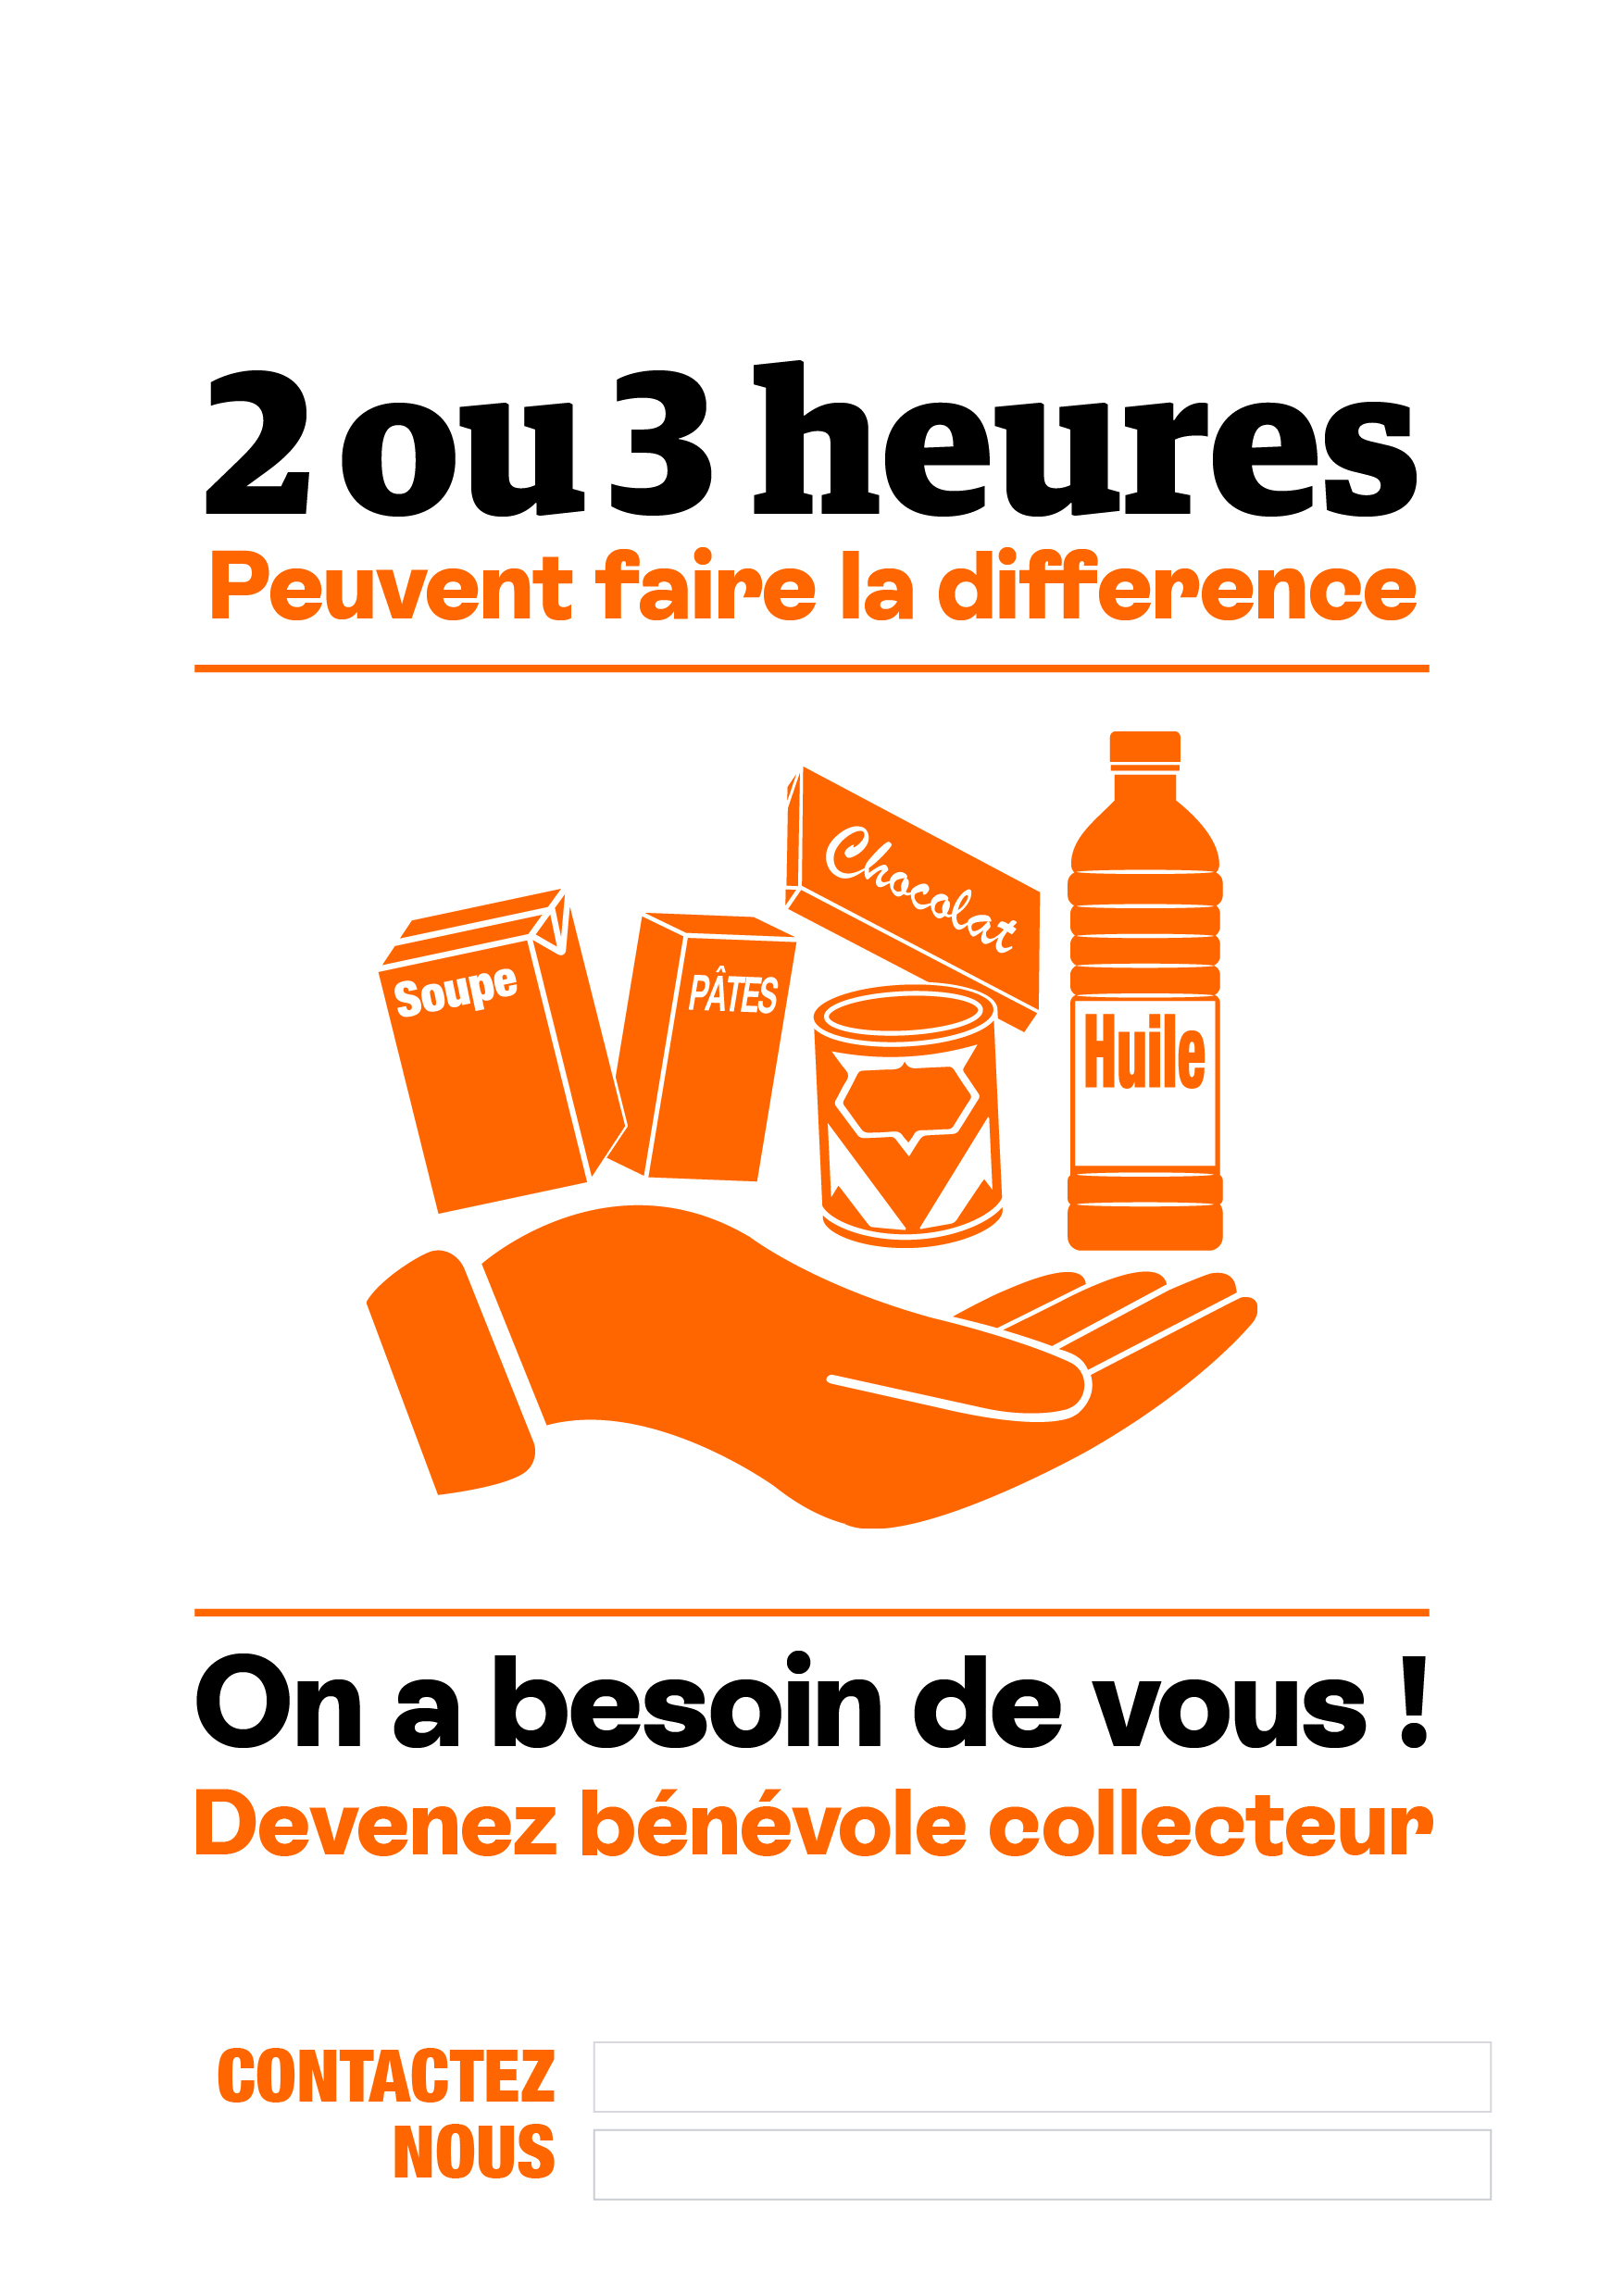 2 ou 3 heures
Peuvent faire la difference
Chocolat
Soupe
PÂTES
Huile
On a besoin de vous !
Devenez bénévole collecteur
CONTACTEZ
NOUS